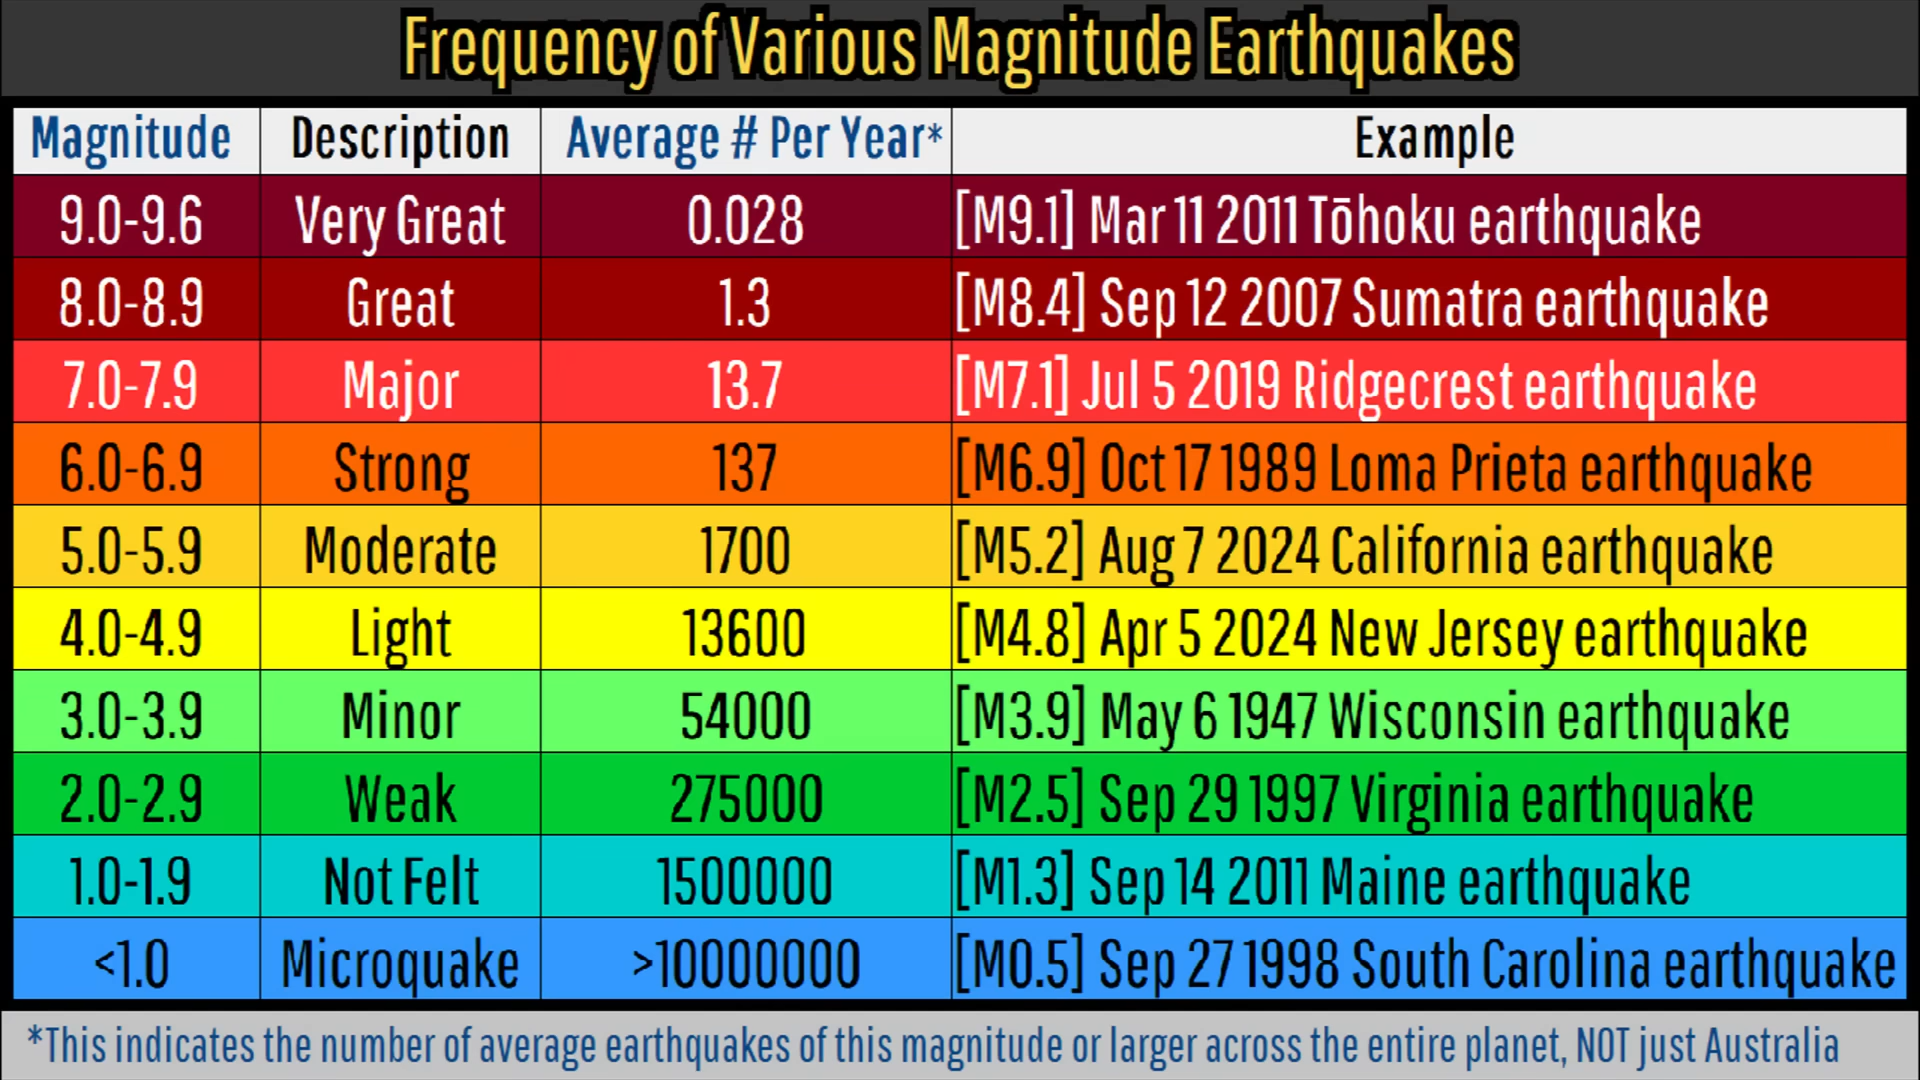 Frequency of Various Magnitude Earthquakes
Magnitude Description Average # Per Year* Example
9.0-9.6 Very Great 0.028 [M9.1] Mar 11 2011 Tōhoku earthquake
8.0-8.9 Great 1.3 [M8.4] Sep 12 2007 Sumatra earthquake
7.0-7.9 Major 13.7 [M7.1] Jul 5 2019 Ridgecrest earthquake
6.0-6.9 Strong 137 [M6.9] Oct 17 1989 Loma Prieta earthquake
5.0-5.9 Moderate 1700 [M5.2] Aug 7 2024 California earthquake
4.0-4.9 Light 13600 [M4.8] Apr 5 2024 New Jersey earthquake
3.0-3.9 Minor 54000 [M3.9] May 6 1947 Wisconsin earthquake
2.0-2.9 Weak 275000 [M2.5] Sep 29 1997 Virginia earthquake
1.0-1.9 Not Felt 1500000 [M1.3] Sep 14 2011 Maine earthquake
<1.0 Microquake >10000000 [M0.5] Sep 27 1998 South Carolina earthquake
*This indicates the number of average earthquakes of this magnitude or larger across the entire planet, NOT just Australia